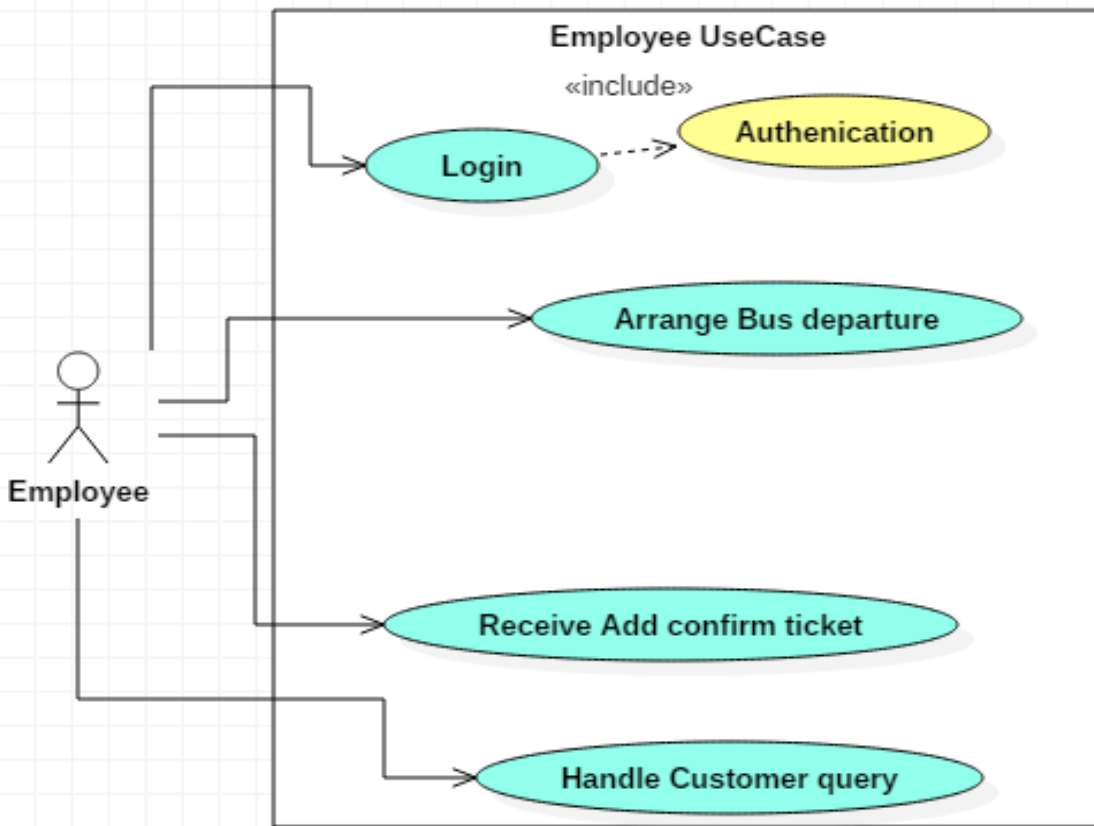 Employee UseCase
«include»
Authenication
Login
Arrange Bus departure
Employee
Receive Add confirm ticket
Handle Customer query